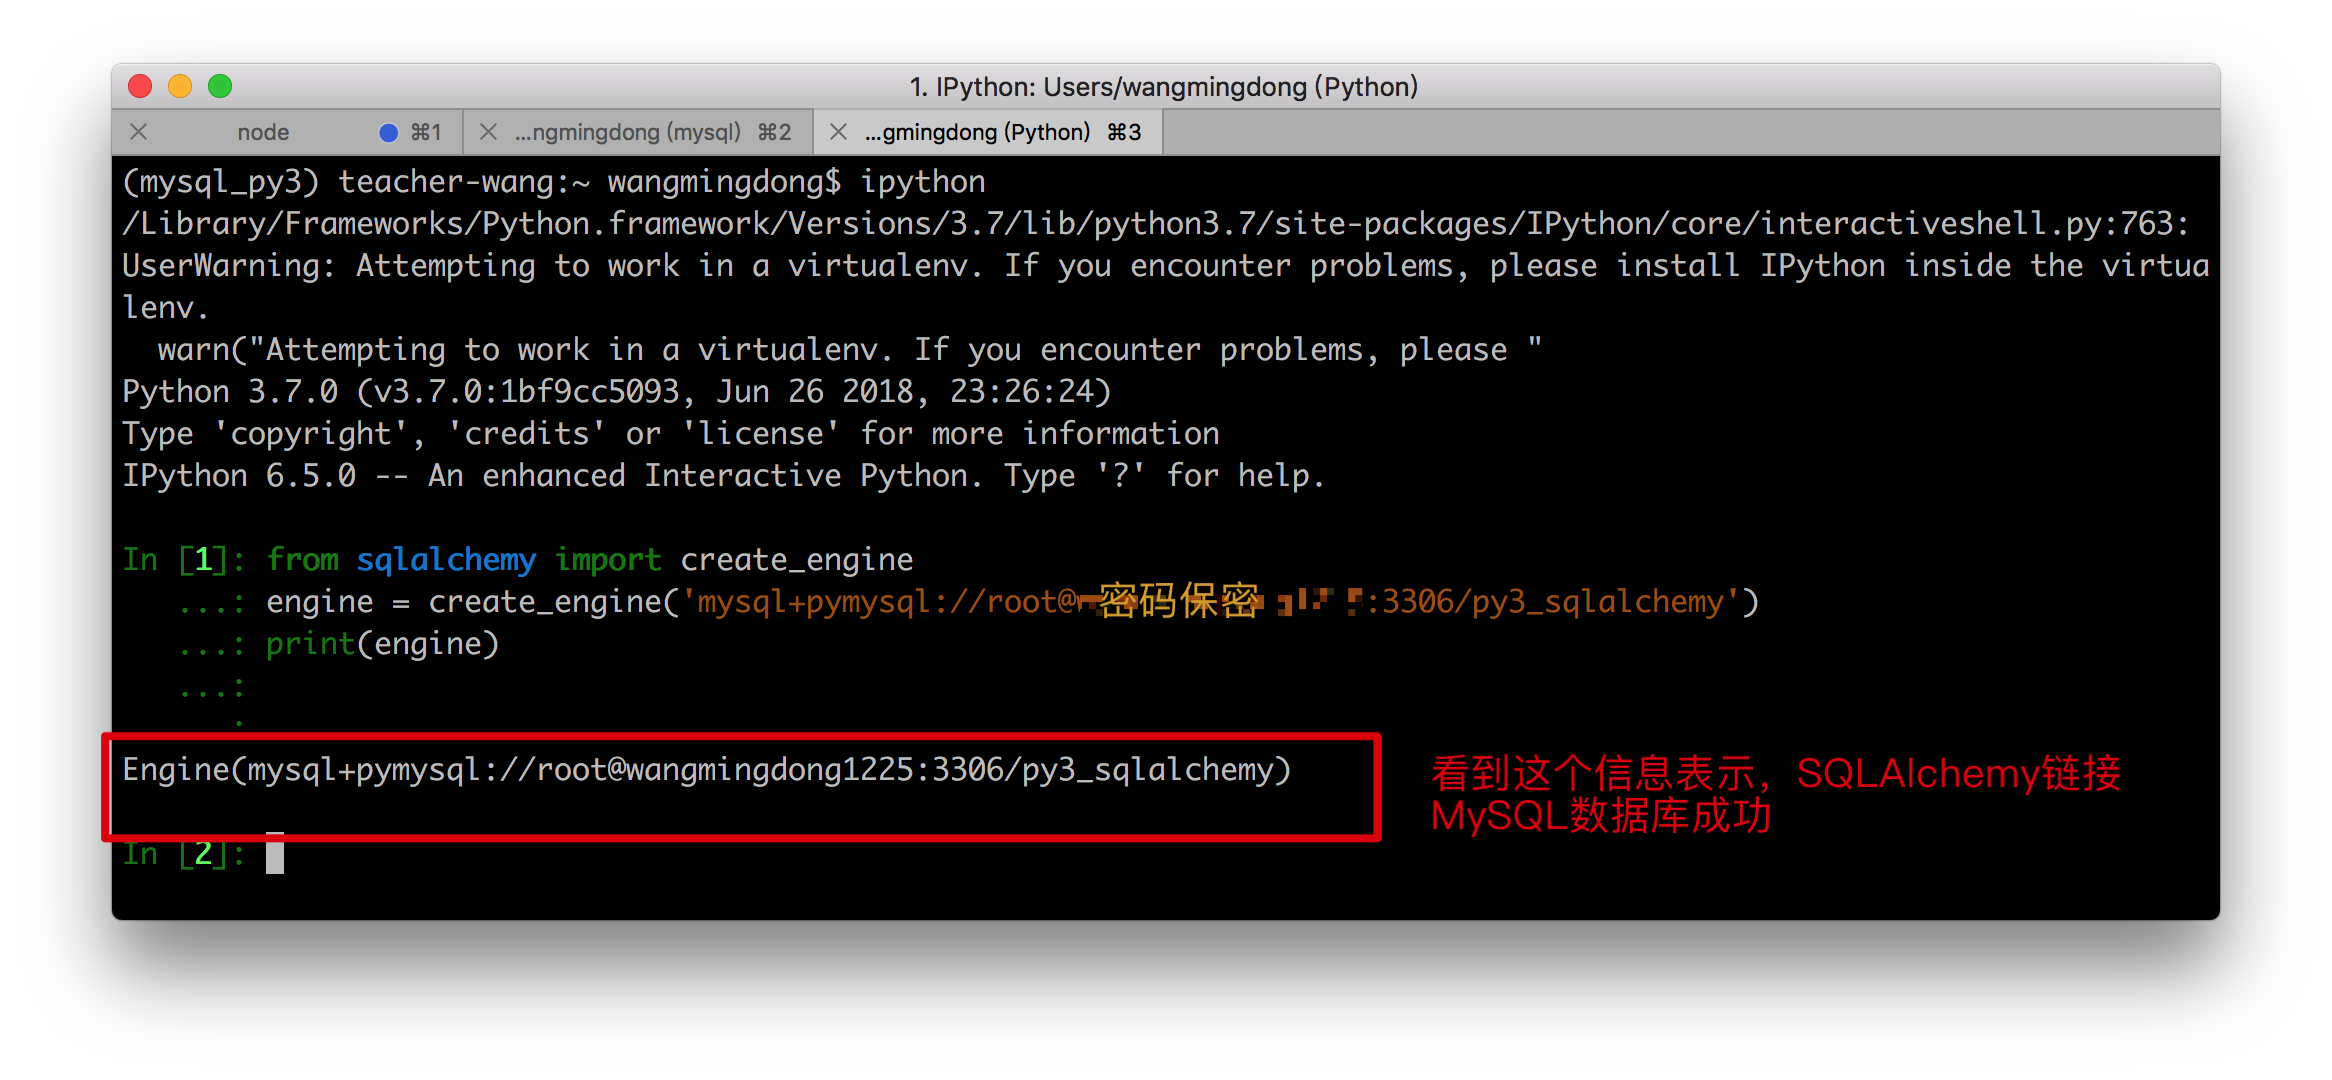 1. IPython: Users/wangmingdong (Python)
node ⌘1 ...ngmingdong (mysql) ⌘2 ...gmingdong (Python) ⌘3
(mysql_py3) teacher-wang:~ wangmingdong$ ipython
/Library/Frameworks/Python.framework/Versions/3.7/lib/python3.7/site-packages/IPython/core/interactiveshell.py:763:
UserWarning: Attempting to work in a virtualenv. If you encounter problems, please install IPython inside the virtua
lenv.
warn("Attempting to work in a virtualenv. If you encounter problems, please "
Python 3.7.0 (v3.7.0:1bf9cc5093, Jun 26 2018, 23:26:24)
Type 'copyright', 'credits' or 'license' for more information
IPython 6.5.0 -- An enhanced Interactive Python. Type '?' for help.
In [1]: from sqlalchemy import create_engine
...: engine = create_engine('mysql+pymysql://root@密码保密:3306/py3_sqlalchemy')
...: print(engine)
...:
Engine(mysql+pymysql://root@wangmingdong1225:3306/py3_sqlalchemy)
看到这个信息表示，SQLAlchemy链接
MySQL数据库成功
In [2]: